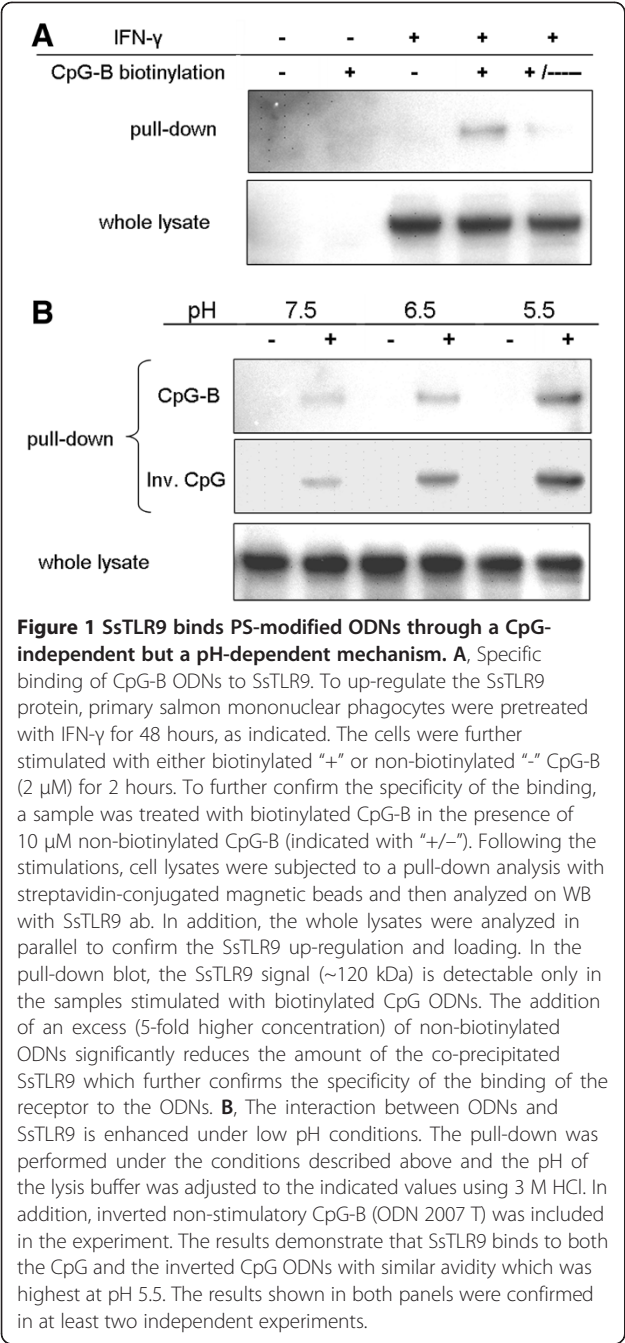 A IFN-γ - - + + +
CpG-B biotinylation - + - + + /-----
pull-down
whole lysate
B pH 7.5 6.5 5.5
- + - + - +
CpG-B
pull-down
Inv. CpG
whole lysate
Figure 1 SsTLR9 binds PS-modified ODNs through a CpG-
independent but a pH-dependent mechanism. A, Specific
binding of CpG-B ODNs to SsTLR9. To up-regulate the SsTLR9
protein, primary salmon mononuclear phagocytes were pretreated
with IFN-γ for 48 hours, as indicated. The cells were further
stimulated with either biotinylated “+” or non-biotinylated “-” CpG-B
(2 μM) for 2 hours. To further confirm the specificity of the binding,
a sample was treated with biotinylated CpG-B in the presence of
10 μM non-biotinylated CpG-B (indicated with “+/–”). Following the
stimulations, cell lysates were subjected to a pull-down analysis with
streptavidin-conjugated magnetic beads and then analyzed on WB
with SsTLR9 ab. In addition, the whole lysates were analyzed in
parallel to confirm the SsTLR9 up-regulation and loading. In the
pull-down blot, the SsTLR9 signal (~120 kDa) is detectable only in
the samples stimulated with biotinylated CpG ODNs. The addition
of an excess (5-fold higher concentration) of non-biotinylated
ODNs significantly reduces the amount of the co-precipitated
SsTLR9 which further confirms the specificity of the binding of the
receptor to the ODNs. B, The interaction between ODNs and
SsTLR9 is enhanced under low pH conditions. The pull-down was
performed under the conditions described above and the pH of
the lysis buffer was adjusted to the indicated values using 3 M HCl. In
addition, inverted non-stimulatory CpG-B (ODN 2007 T) was included
in the experiment. The results demonstrate that SsTLR9 binds to both
the CpG and the inverted CpG ODNs with similar avidity which was
highest at pH 5.5. The results shown in both panels were confirmed
in at least two independent experiments.